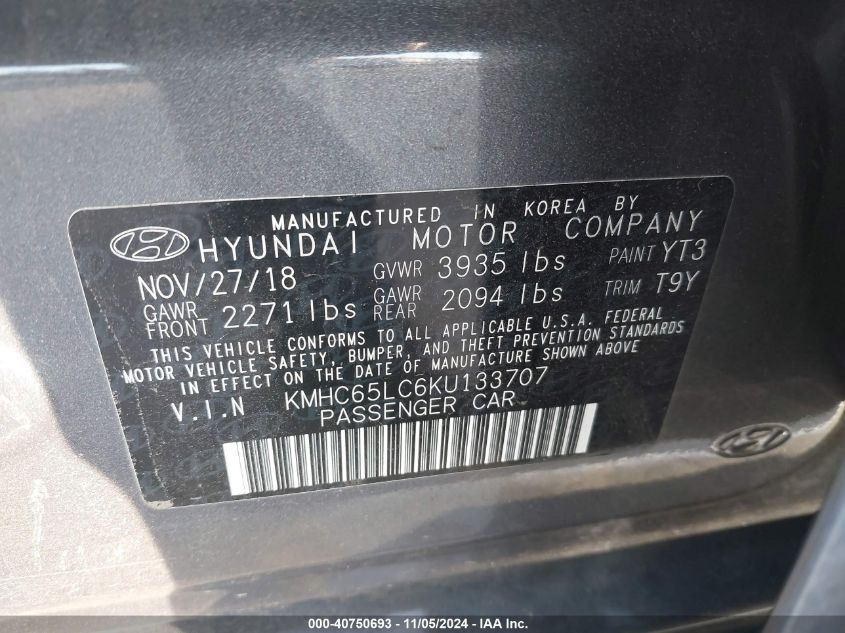 MANUFACTURED IN KOREA BY
HYUNDAI MOTOR COMPANY
NOV/27/18 GVWR 3935 lbs PAINT YT3
GAWR FRONT 2271 lbs GAWR REAR 2094 lbs TRIM T9Y
THIS VEHICLE CONFORMS TO ALL APPLICABLE U.S.A. FEDERAL
MOTOR VEHICLE SAFETY, BUMPER, AND THEFT PREVENTION STANDARDS
IN EFFECT ON THE DATE OF MANUFACTURE SHOWN ABOVE
V.I.N KMHC65LC6KU133707
PASSENGER CAR
000-40750693 - 11/05/2024 - IAA Inc.